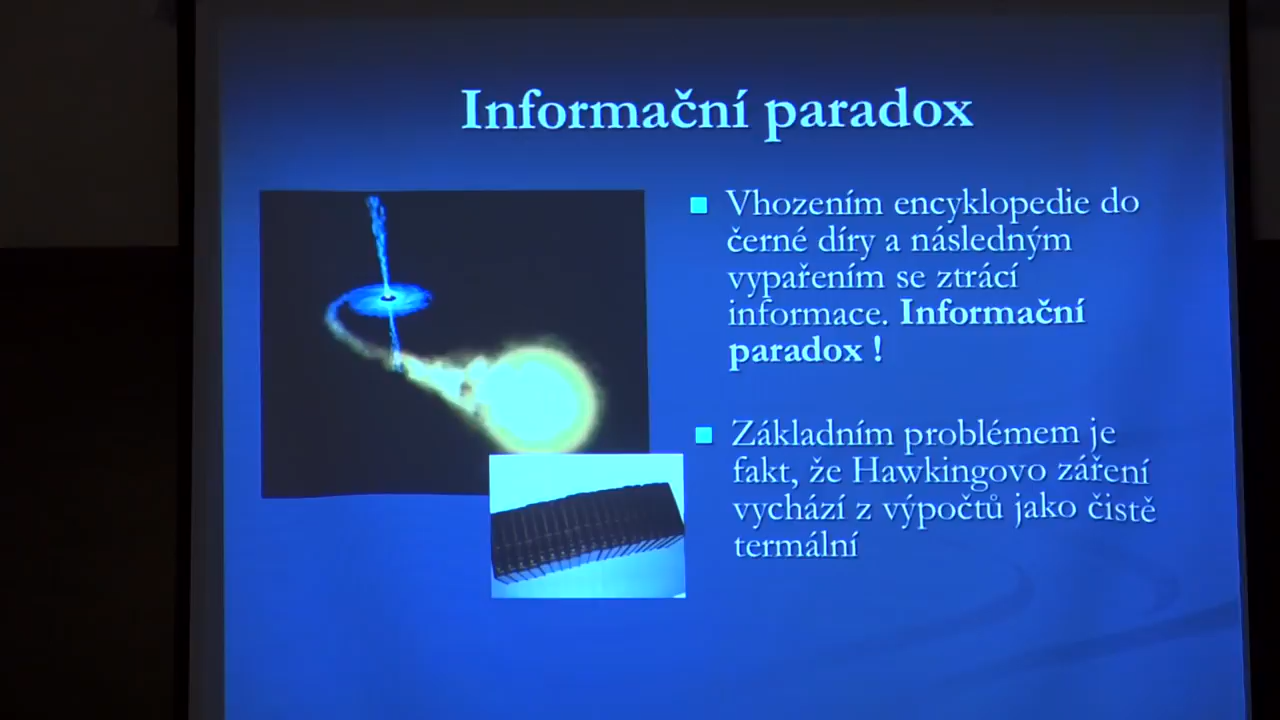 Informační paradox
Vhozením encyklopedie do
černé díry a následným
vypařením se ztrácí
informace. Informační
paradox !
Základním problémem je
fakt, že Hawkingovo záření
vychází z výpočtů jako čistě
termální